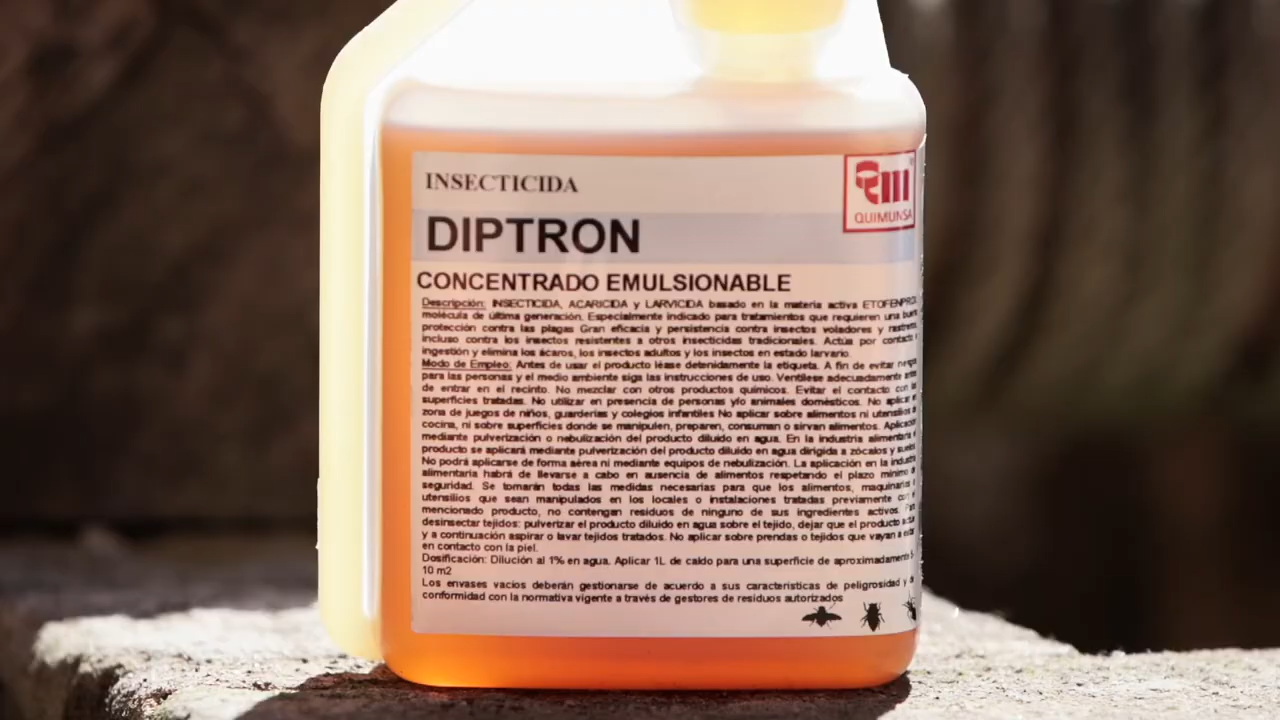 INSECTICIDA
QUIMUNSA
DIPTRON
CONCENTRADO EMULSIONABLE
Descripción: INSECTICIDA, ACARICIDA y LARVICIDA basado en la materia activa ETOFENPROX,
molécula de última generación. Especialmente indicado para tratamientos que requieren una buena
protección contra las plagas Gran eficacia y persistencia contra insectos voladores y
incluso contra los insectos resistentes a otros insecticidas tradicionales. Actúa por contacto
ingestión y elimina los ácaros, los insectos adultos y los insectos en estado larvario.
Modo de Empleo: Antes de usar el producto léase detenidamente la etiqueta. A fin de evitar riesgos
para las personas y el medio ambiente siga las instrucciones de uso. Ventílese adecuadamente antes
de entrar en el recinto. No mezclar con otros productos químicos. Evitar el contacto con las
superficies tratadas. No utilizar en presencia de personas y/o animales domésticos. No aplicar en
zona de juegos de niños, guarderías y colegios infantiles No aplicar sobre alimentos ni utensilios de
cocina, ni sobre superficies donde se manipulen, preparen, consuman o sirvan alimentos. Aplicación
mediante pulverización o nebulización del producto diluido en agua. En la industria alimentaria el
producto se aplicará mediante pulverización del producto diluido en agua dirigida a zócalos y suelos
No podrá aplicarse de forma aérea ni mediante equipos de nebulización. La aplicación en la industria
alimentaria habrá de llevarse a cabo en ausencia de alimentos respetando el plazo mínimo de
seguridad. Se tomarán todas las medidas necesarias para que los alimentos, maquinaria
utensilios que sean manipulados en los locales o instalaciones tratadas previamente con el
mencionado producto, no contengan residuos de ninguno de sus ingredientes activos. Para
desinsectar tejidos: pulverizar el producto diluido en agua sobre el tejido, dejar que el producto actúe
y a continuación aspirar o lavar tejidos tratados. No aplicar sobre prendas o tejidos que vayan a estar
en contacto con la piel.
Dosificación: Dilución al 1% en agua. Aplicar 1L de caldo para una superficie de aproximadamente
10 m2
Los envases vacíos deberán gestionarse de acuerdo a sus características de peligrosidad y de
conformidad con la normativa vigente a través de gestores de residuos autorizados